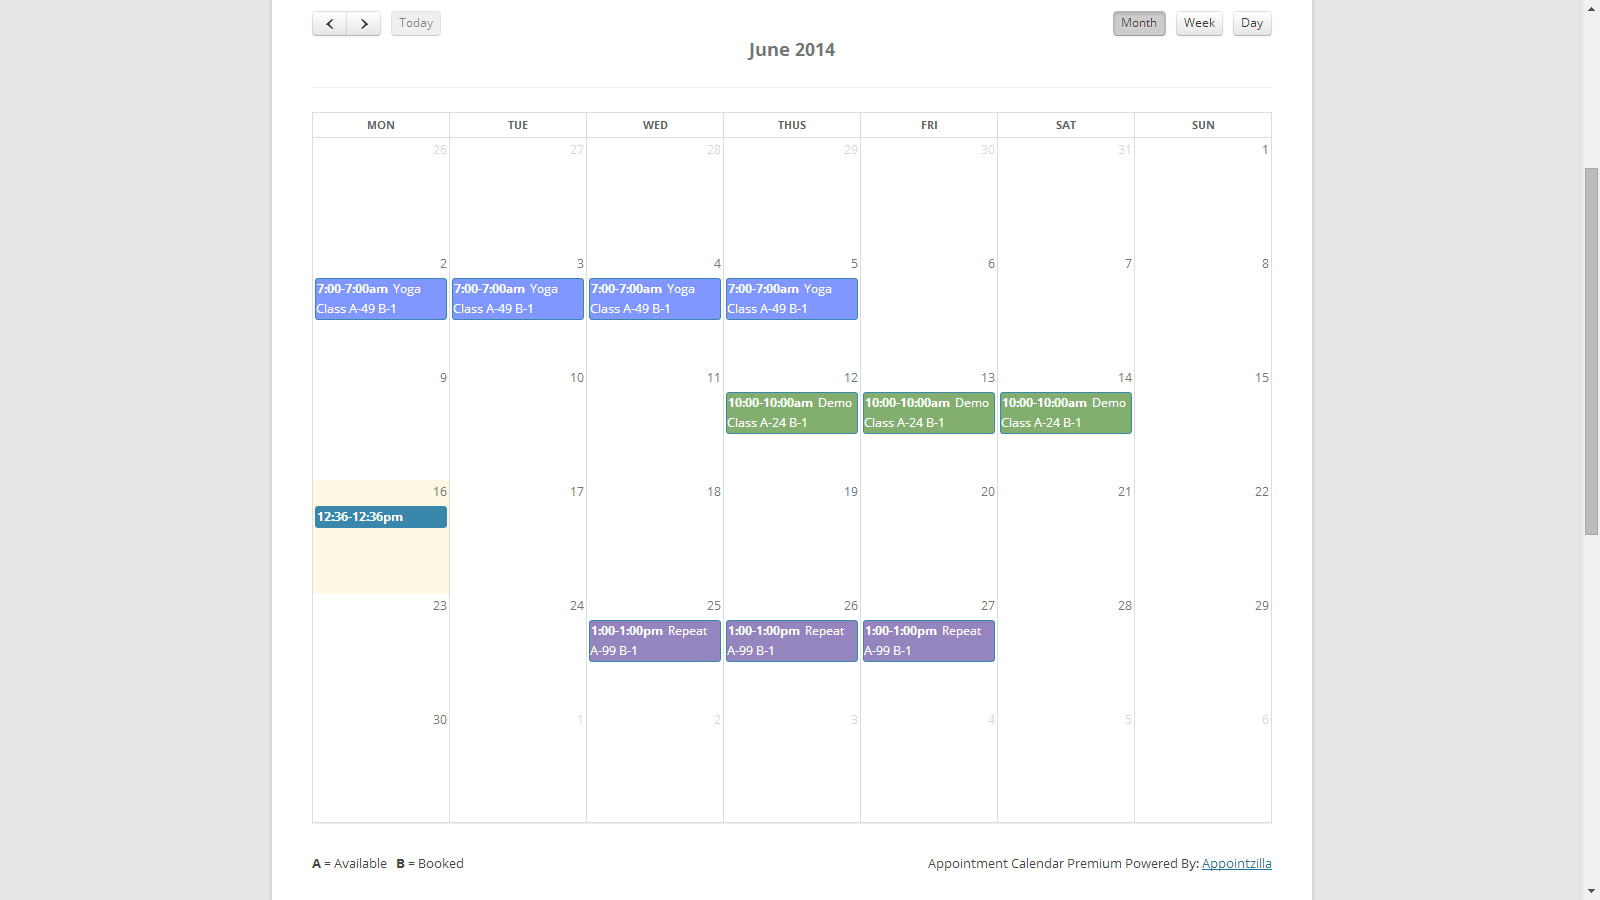 Today
Month Week Day
June 2014
MON TUE WED THUS FRI SAT SUN
26 27 28 29 30 31 1
2 3 4 5 6 7 8
7:00-7:00am Yoga
Class A-49 B-1
7:00-7:00am Yoga
Class A-49 B-1
7:00-7:00am Yoga
Class A-49 B-1
7:00-7:00am Yoga
Class A-49 B-1
9 10 11 12 13 14 15
10:00-10:00am Demo
Class A-24 B-1
10:00-10:00am Demo
Class A-24 B-1
10:00-10:00am Demo
Class A-24 B-1
16 17 18 19 20 21 22
12:36-12:36pm
23 24 25 26 27 28 29
1:00-1:00pm Repeat
A-99 B-1
1:00-1:00pm Repeat
A-99 B-1
1:00-1:00pm Repeat
A-99 B-1
30 1 2 3 4 5 6
A = Available B = Booked
Appointment Calendar Premium Powered By: Appointzilla